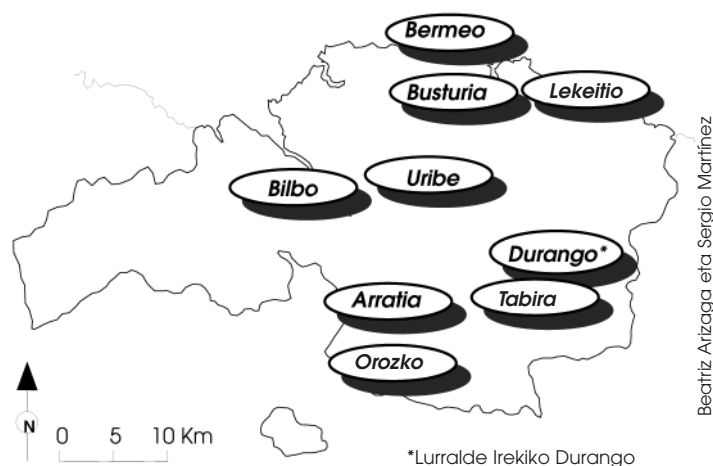 Bermeo
Busturia
Lekeitio
Bilbo
Uribe
Durango*
Arratia
Tabira
Orozko
N
0 5 10 Km
*Lurralde Irekiko Durango
Beatriz Arizaga eta Sergio Martínez